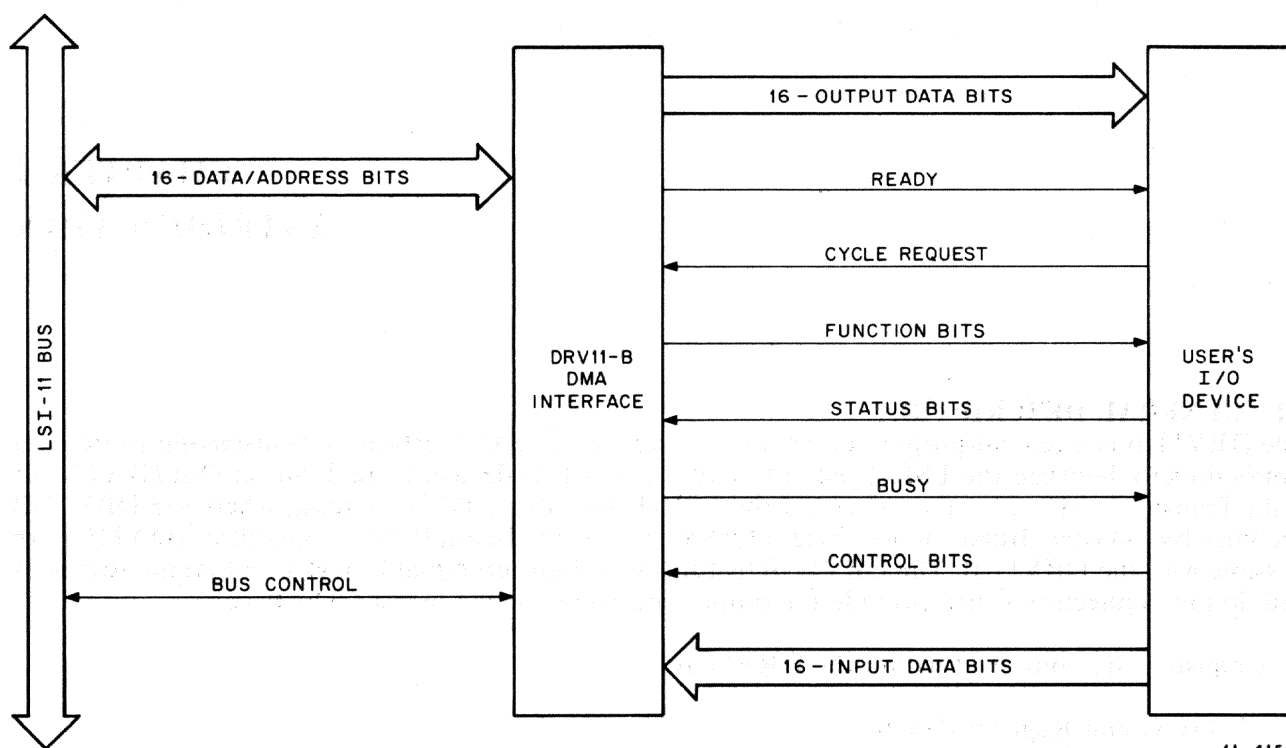 16-OUTPUT DATA BITS
16-DATA/ADDRESS BITS
READY
CYCLE REQUEST
LSI-11 BUS
FUNCTION BITS
DRV11-B
DMA
INTERFACE
USER'S
I/O
DEVICE
STATUS BITS
BUSY
CONTROL BITS
BUS CONTROL
16-INPUT DATA BITS